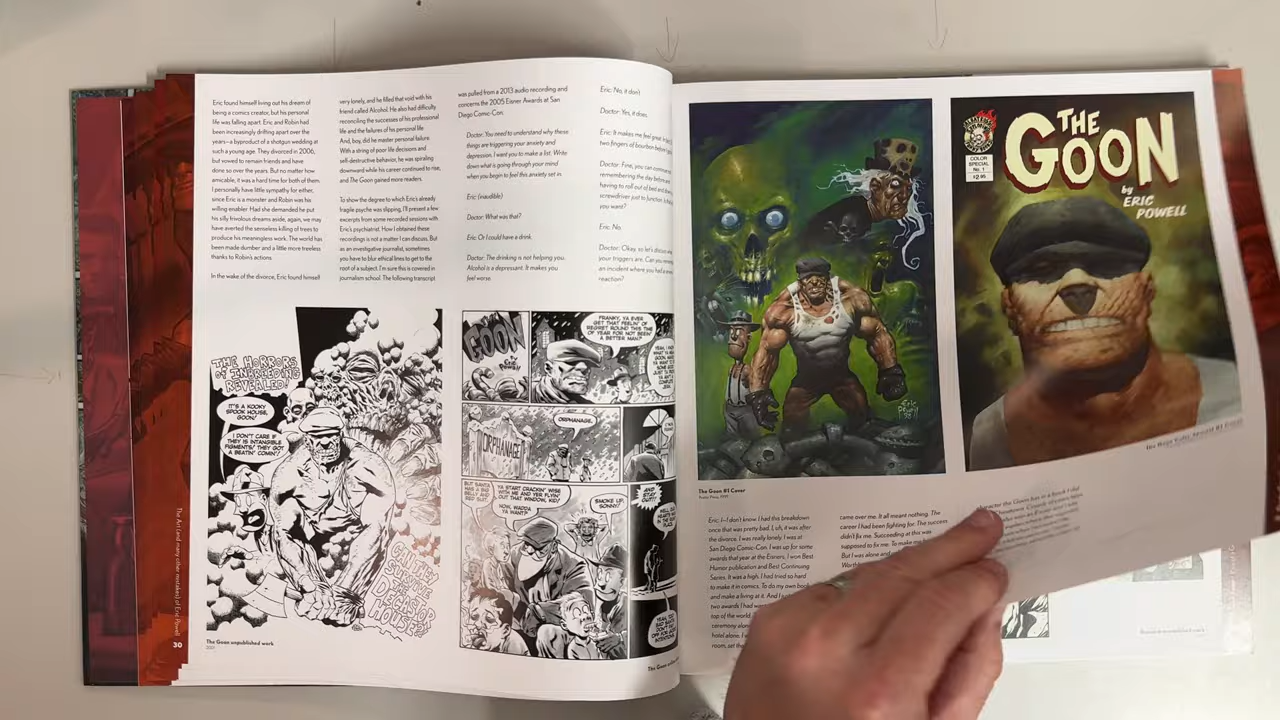 Eric found himself living out his dream of
being a comics creator, but his personal
life was falling apart. Eric and Robin had
been increasingly drifting apart over the
years—a byproduct of a shotgun wedding
at such a young age. They divorced in 2006,
but vowed to remain friends and have
done so over the years. But no matter how
amicable, it was a hard time for both of them.
I personally have little sympathy for either,
since Eric is a monster and Robin was his
willing enabler. Had she demanded he put
his silly frivolous dreams aside, again, we may
have averted the senseless killing of trees to
produce his meaningless work. The world has
been made dumber and a little more treeless
thanks to Robin's actions.
In the wake of the divorce, Eric found himself
very lonely, and he filled that void with his
friend called Alcohol. He also had difficulty
reconciling the successes of his professional
life and the failures of his personal life.
And, boy, did he master personal failure.
With a string of poor life decisions and
self-destructive behavior, he was spiraling
downward while his career continued to rise,
and The Goon gained more readers.
To show the degree to which Eric's already
fragile psyche was slipping, I'll present a few
excerpts from some recorded sessions with
Eric's psychiatrist. How I obtained these
recordings is not a matter I can discuss. But
as an investigative journalist, sometimes,
you have to blur ethical lines to get to the
root of a subject. I'm sure this is covered in
journalism school. The following transcript
was pulled from a 2013 audio recording and
concerns the 2005 Eisner Awards at San
Diego Comic-Con.
Doctor: You need to understand why these
things are triggering your anxiety and
depression. I want you to make a list. Write
down what is going through your mind
when you begin to feel this anxiety set in.
Eric: (inaudible)
Doctor: What was that?
Eric: Or I could have a drink.
Doctor: The drinking is not helping you.
Alcohol is a depressant. It makes you
feel worse.
Eric: No, it don't
Doctor: Yes, it does.
Eric: It makes me feel great
two fingers of bourbon
Doctor: Fine, you can continue
remembering the day before
having to roll out of bed and
screwdriver just to function. Is
you want?
Eric: No.
Doctor: Okay, so let's discuss
your triggers are. Can you
an incident where you had a
reaction?
THE HORRORS
OF INBREEDING
REVEALED!
IT'S A KOOKY
SPOOK HOUSE,
GOON!
I DON'T CARE IF
THEY IS INTANGIBLE
FIGMENTS! THEY GOT
A BEATIN' COMIN'!
The Goon unpublished work
2001
The Art (and many other mistakes) of Eric Powell
30
GOON
by
Eric
Powell
FRANKY, YA EVER
GET THAT FEELIN' OF
REGRET ROUND THIS TIME
OF YEAR FOR NOT BEIN'
A BETTER MAN?
ORPHANAGE
ORPHANAGE.
BUT SANTA
HAS A BIG
BELLY AND
RED SUIT!
YA START CRACKIN' WISE
WITH ME AND YER FLYIN'
OUT THAT WINDOW, KID!
NOW, WADDA
YA WANT?
SMOKE UP,
SONNY!
The Goon
Eric
Powell
98
The Goon #1 Cover
Eric: I—I don't know. I had this breakdown
once that was pretty bad. I, uh, it was after
the divorce. I was really lonely. I was at
San Diego Comic-Con. I was up for some
awards that year at the Eisners. I won Best
Humor publication and Best Continuing
Series. It was a high. I had tried so hard
to make it in comics. To do my own book
and make a living at it. And I
two awards I had
top of the world
ceremony
hotel alone. I
room, sat
came over me. It all meant nothing. The
career I had been fighting for. The success
didn't fix me. Succeeding at this was
supposed to fix me. To make me
But I was alone and
COLOR
SPECIAL
No. 1
$2.95
THE
GOON
by
ERIC
POWELL